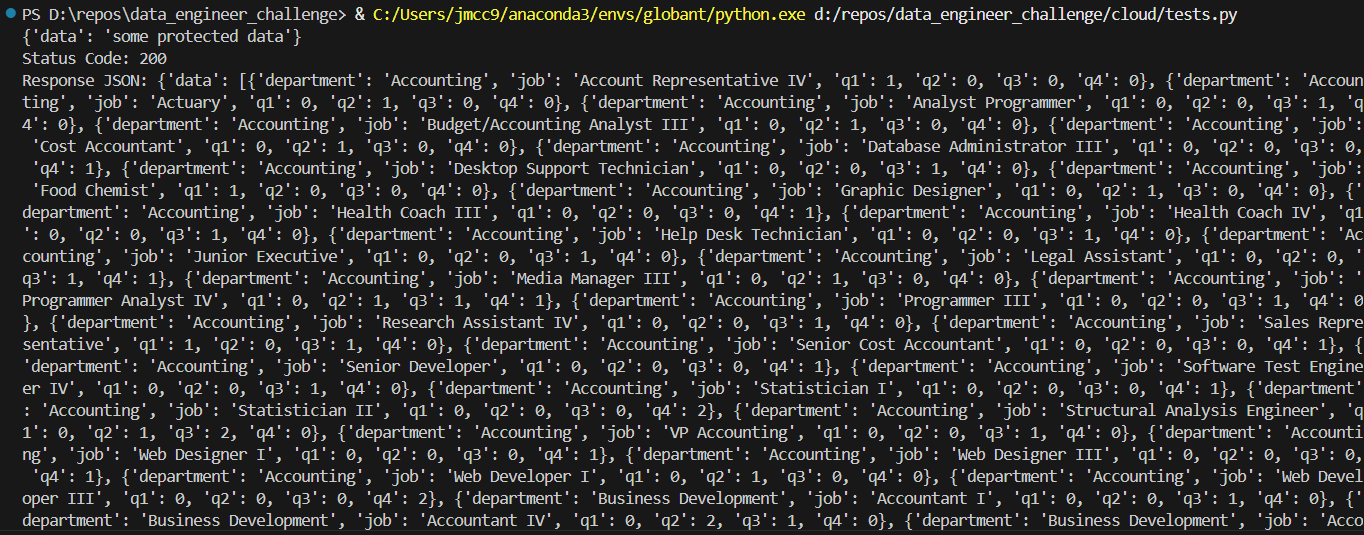 PS D:\repos\data_engineer_challenge> & C:/Users/jmcc9/anaconda3/envs/globant/python.exe d:/repos/data_engineer_challenge/cloud/tests.py
{'data': 'some protected data'}
Status Code: 200
Response JSON: {'data': [{'department': 'Accounting', 'job': 'Account Representative IV', 'q1': 1, 'q2': 0, 'q3': 0, 'q4': 0}, {'department': 'Accoun
ting', 'job': 'Actuary', 'q1': 0, 'q2': 1, 'q3': 0, 'q4': 0}, {'department': 'Accounting', 'job': 'Analyst Programmer', 'q1': 0, 'q2': 0, 'q3': 1, 'q
4': 0}, {'department': 'Accounting', 'job': 'Budget/Accounting Analyst III', 'q1': 0, 'q2': 1, 'q3': 0, 'q4': 0}, {'department': 'Accounting', 'job':
'Cost Accountant', 'q1': 0, 'q2': 1, 'q3': 0, 'q4': 0}, {'department': 'Accounting', 'job': 'Database Administrator III', 'q1': 0, 'q2': 0, 'q3': 0,
'q4': 1}, {'department': 'Accounting', 'job': 'Desktop Support Technician', 'q1': 0, 'q2': 0, 'q3': 1, 'q4': 0}, {'department': 'Accounting', 'job':
'Food Chemist', 'q1': 1, 'q2': 0, 'q3': 0, 'q4': 0}, {'department': 'Accounting', 'job': 'Graphic Designer', 'q1': 0, 'q2': 1, 'q3': 0, 'q4': 0}, {'
department': 'Accounting', 'job': 'Health Coach III', 'q1': 0, 'q2': 0, 'q3': 0, 'q4': 1}, {'department': 'Accounting', 'job': 'Health Coach IV', 'q1
': 0, 'q2': 0, 'q3': 1, 'q4': 0}, {'department': 'Accounting', 'job': 'Help Desk Technician', 'q1': 0, 'q2': 0, 'q3': 1, 'q4': 0}, {'department': 'Ac
counting', 'job': 'Junior Executive', 'q1': 0, 'q2': 0, 'q3': 1, 'q4': 0}, {'department': 'Accounting', 'job': 'Legal Assistant', 'q1': 0, 'q2': 0, '
q3': 1, 'q4': 1}, {'department': 'Accounting', 'job': 'Media Manager III', 'q1': 0, 'q2': 1, 'q3': 0, 'q4': 0}, {'department': 'Accounting', 'job': '
Programmer Analyst IV', 'q1': 0, 'q2': 1, 'q3': 1, 'q4': 1}, {'department': 'Accounting', 'job': 'Programmer III', 'q1': 0, 'q2': 0, 'q3': 1, 'q4': 0
}, {'department': 'Accounting', 'job': 'Research Assistant IV', 'q1': 0, 'q2': 0, 'q3': 1, 'q4': 0}, {'department': 'Accounting', 'job': 'Sales Repre
sentative', 'q1': 1, 'q2': 0, 'q3': 1, 'q4': 0}, {'department': 'Accounting', 'job': 'Senior Cost Accountant', 'q1': 0, 'q2': 0, 'q3': 0, 'q4': 1}, {
'department': 'Accounting', 'job': 'Senior Developer', 'q1': 0, 'q2': 0, 'q3': 0, 'q4': 1}, {'department': 'Accounting', 'job': 'Software Test Engine
er IV', 'q1': 0, 'q2': 0, 'q3': 1, 'q4': 0}, {'department': 'Accounting', 'job': 'Statistician I', 'q1': 0, 'q2': 0, 'q3': 0, 'q4': 1}, {'department'
: 'Accounting', 'job': 'Statistician II', 'q1': 0, 'q2': 0, 'q3': 0, 'q4': 2}, {'department': 'Accounting', 'job': 'Structural Analysis Engineer', 'q
1': 0, 'q2': 1, 'q3': 2, 'q4': 0}, {'department': 'Accounting', 'job': 'VP Accounting', 'q1': 0, 'q2': 0, 'q3': 1, 'q4': 0}, {'department': 'Accounti
ng', 'job': 'Web Designer I', 'q1': 0, 'q2': 0, 'q3': 0, 'q4': 1}, {'department': 'Accounting', 'job': 'Web Designer III', 'q1': 0, 'q2': 0, 'q3': 0,
'q4': 1}, {'department': 'Accounting', 'job': 'Web Developer I', 'q1': 0, 'q2': 1, 'q3': 0, 'q4': 0}, {'department': 'Accounting', 'job': 'Web Devel
oper III', 'q1': 0, 'q2': 0, 'q3': 0, 'q4': 2}, {'department': 'Business Development', 'job': 'Accountant I', 'q1': 0, 'q2': 0, 'q3': 1, 'q4': 0}, {'
department': 'Business Development', 'job': 'Accountant IV', 'q1': 0, 'q2': 2, 'q3': 1, 'q4': 0}, {'department': 'Business Development', 'job': 'Acco